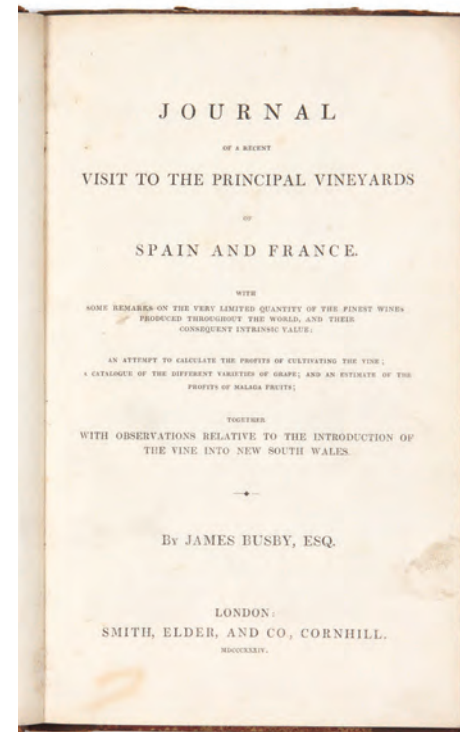 JOURNAL
OF A RECENT
VISIT TO THE PRINCIPAL VINEYARDS
OF
SPAIN AND FRANCE.
WITH
SOME REMARKS ON THE VERY LIMITED QUANTITY OF THE FINEST WINES
PRODUCED THROUGHOUT THE WORLD, AND THEIR
CONSEQUENT INTRINSIC VALUE:
AN ATTEMPT TO CALCULATE THE PROFITS OF CULTIVATING THE VINE;
A CATALOGUE OF THE DIFFERENT VARIETIES OF GRAPE; AND AN ESTIMATE OF THE
PROFITS OF MALAGA FRUITS;
TOGETHER
WITH OBSERVATIONS RELATIVE TO THE INTRODUCTION OF
THE VINE INTO NEW SOUTH WALES.
BY JAMES BUSBY, ESQ.
LONDON:
SMITH, ELDER, AND CO., CORNHILL.
MDCCCXXXIV.